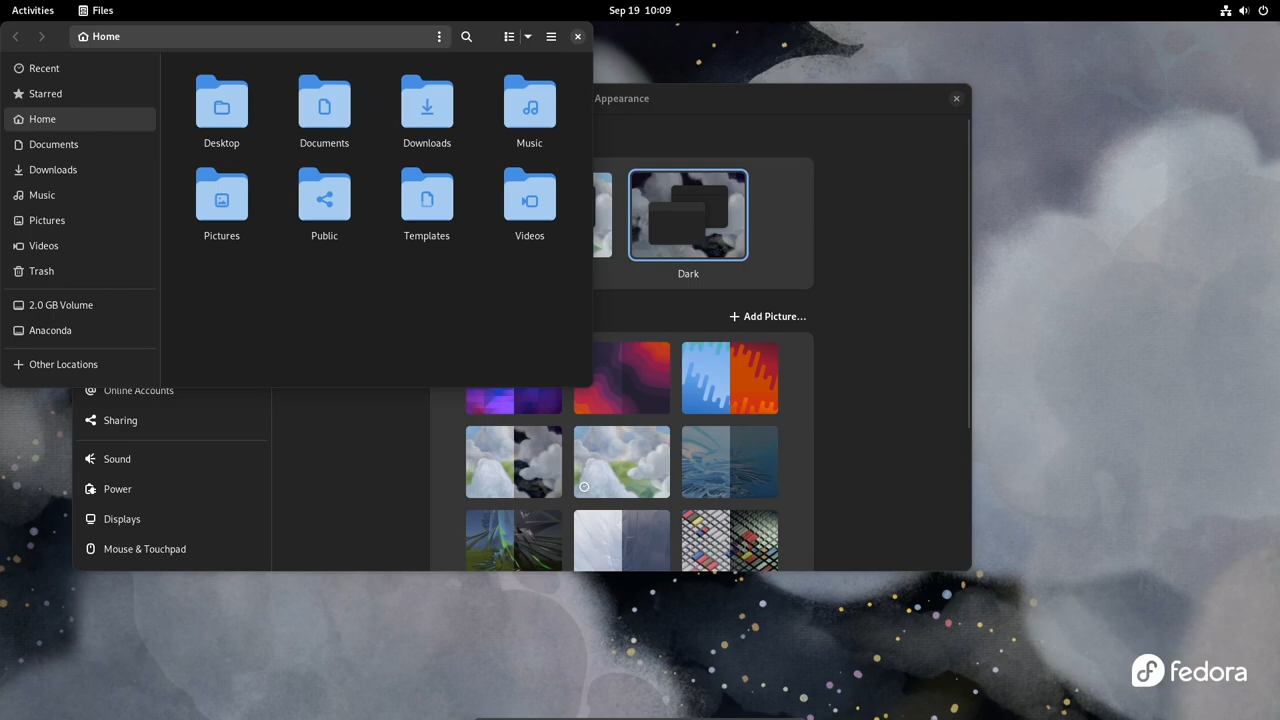 Activities Files Sep 19 10:09
Home
Recent
Starred
Home
Documents
Downloads
Music
Pictures
Videos
Trash
2.0 GB Volume
Anaconda
Other Locations
Desktop Documents Downloads Music
Pictures Public Templates Videos
Appearance
Dark
Add Picture...
Online Accounts
Sharing
Sound
Power
Displays
Mouse & Touchpad
fedora